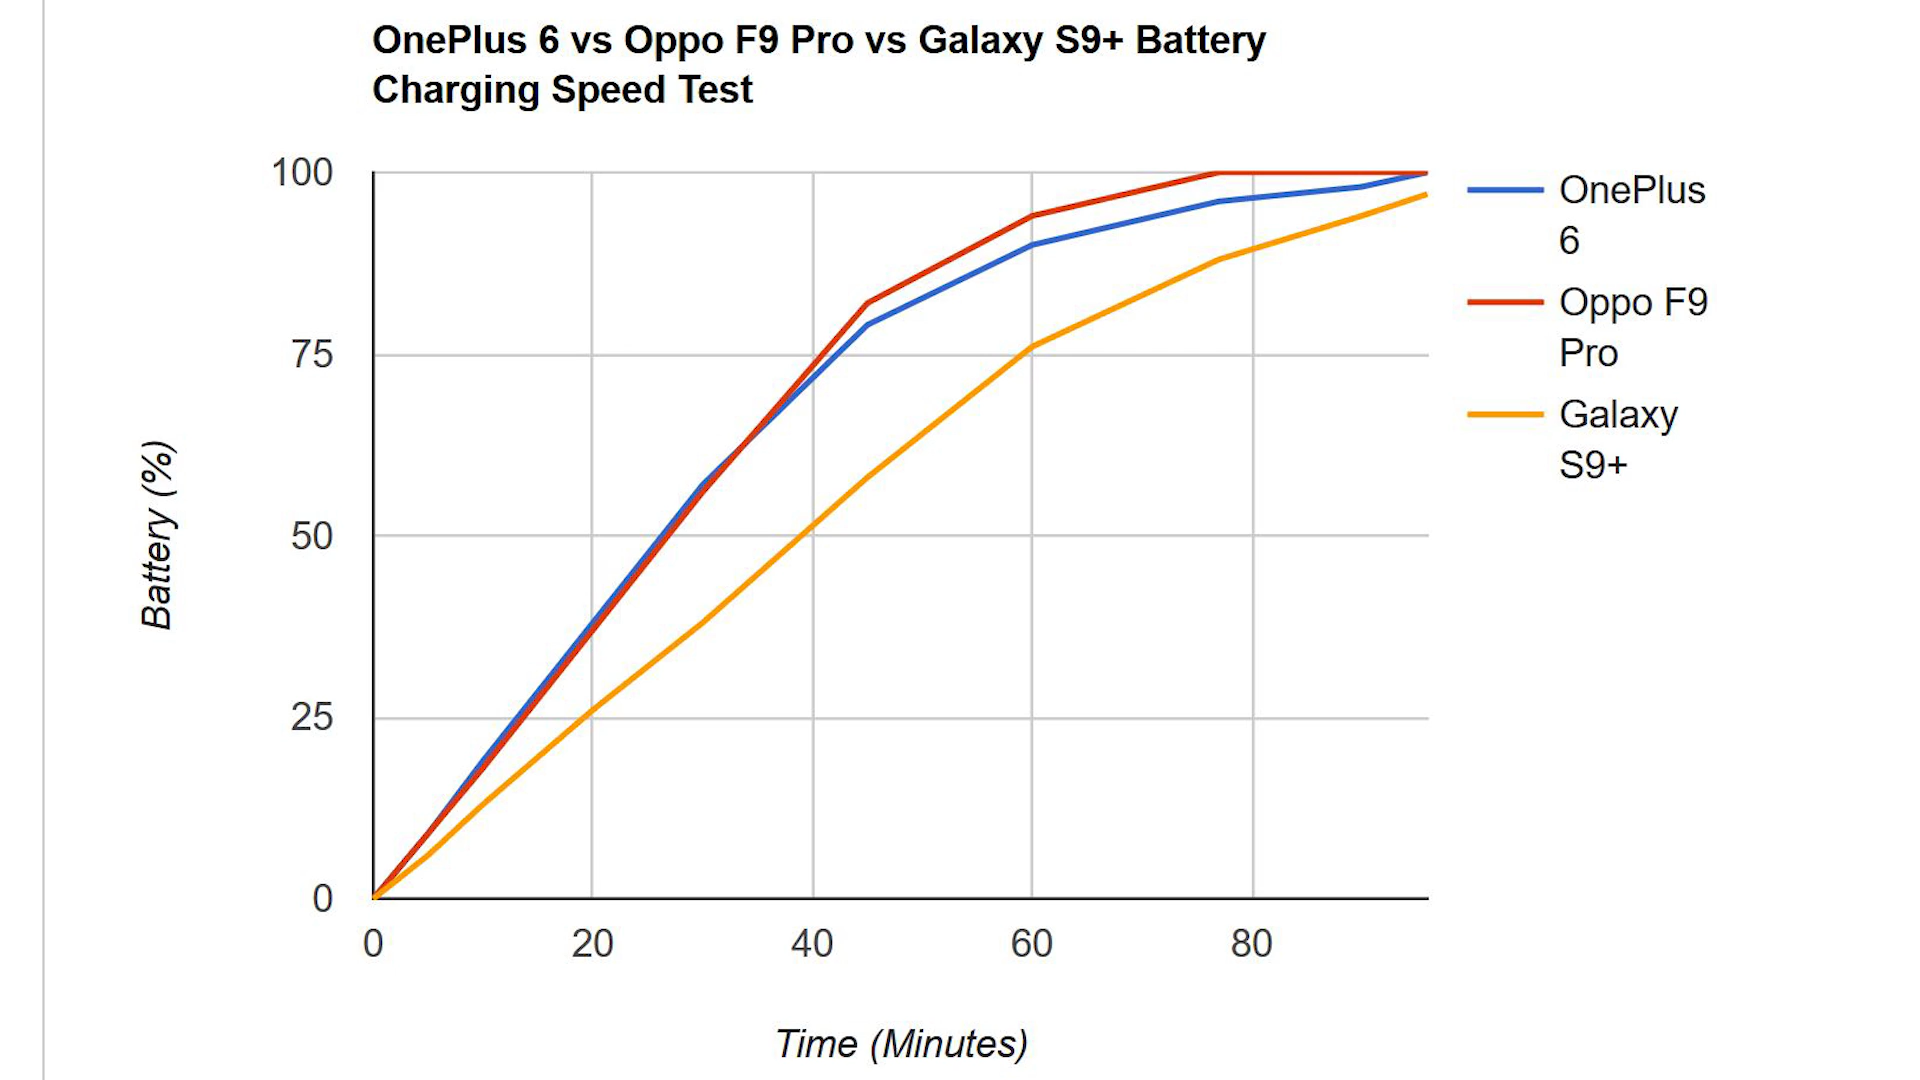 OnePlus 6 vs Oppo F9 Pro vs Galaxy S9+ Battery
Charging Speed Test
100
75
50
25
0
Battery (%)
0 20 40 60 80
Time (Minutes)
OnePlus
6
Oppo F9
Pro
Galaxy
S9+